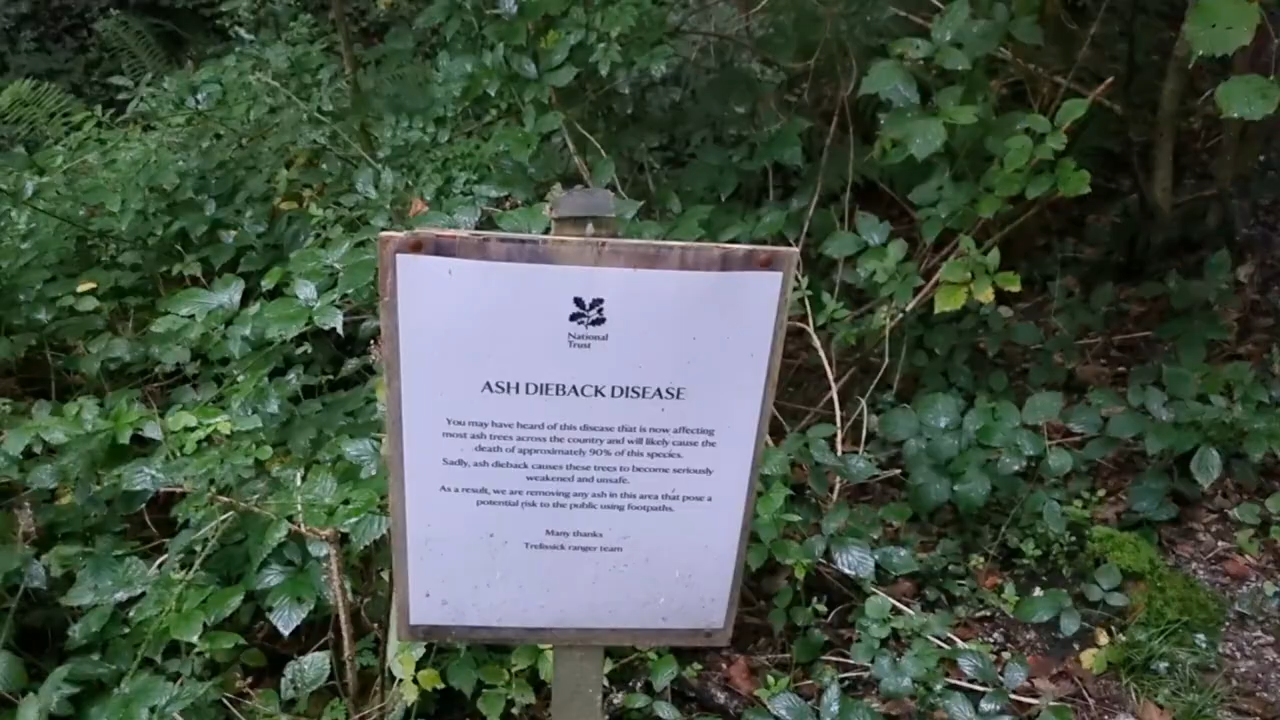 National
Trust
ASH DIEBACK DISEASE
You may have heard of this disease that is now affecting
most ash trees across the country and will likely cause the
death of approximately 90% of this species.
Sadly, ash dieback causes these trees to become seriously
weakened and unsafe.
As a result, we are removing any ash in this area that pose a
potential risk to the public using footpaths.
Many thanks
Trelissick ranger team